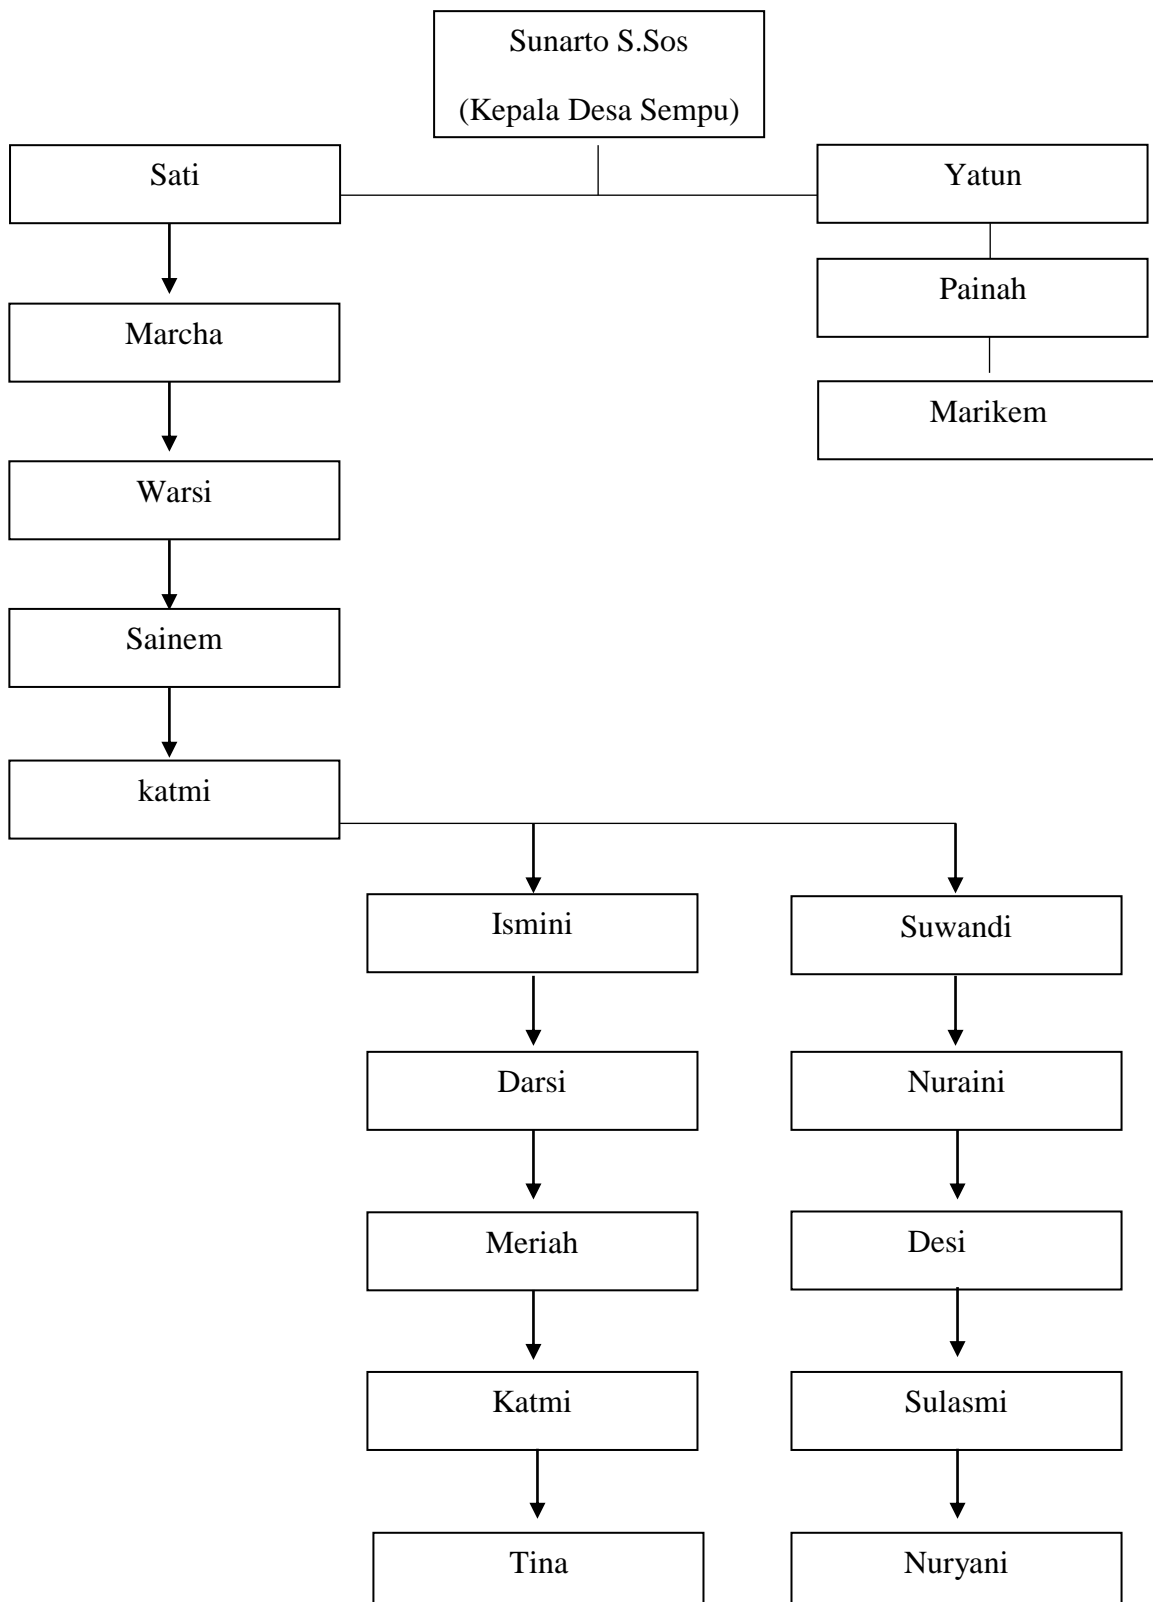 Sunarto S.Sos
(Kepala Desa Sempu)
Sati
Yatun
Painah
Marcha
Marikem
Warsi
Sainem
katmi
Ismini
Suwandi
Darsi
Nuraini
Meriah
Desi
Katmi
Sulasmi
Tina
Nuryani